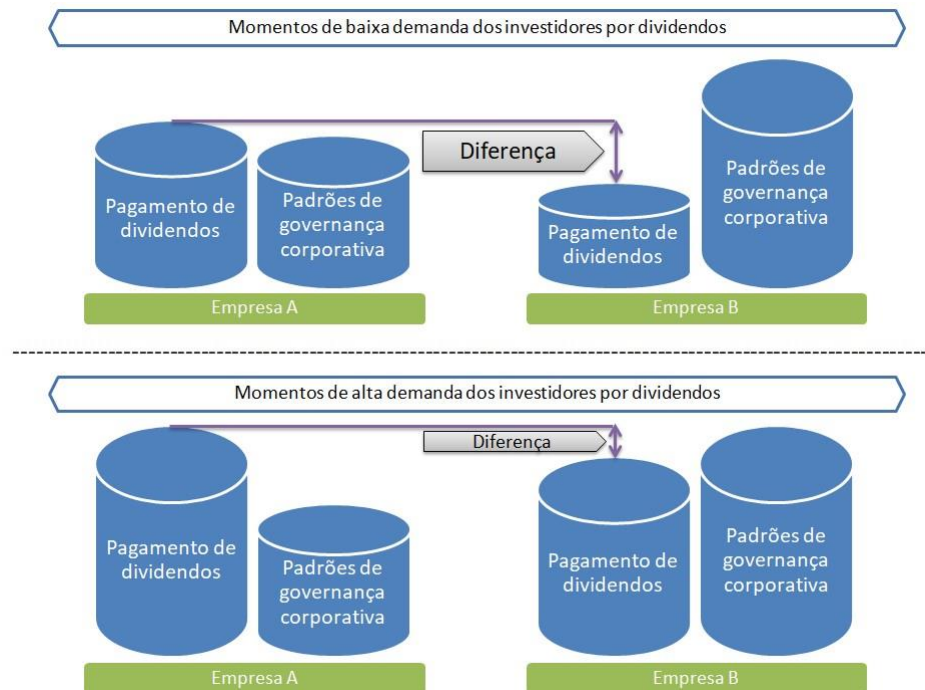 Momentos de baixa demanda dos investidores por dividendos
Diferença
Pagamento de
dividendos
Padrões de
governança
corporativa
Pagamento de
dividendos
Padrões de
governança
corporativa
Empresa A
Empresa B
Momentos de alta demanda dos investidores por dividendos
Diferença
Pagamento de
dividendos
Padrões de
governança
corporativa
Pagamento de
dividendos
Padrões de
governança
corporativa
Empresa A
Empresa B